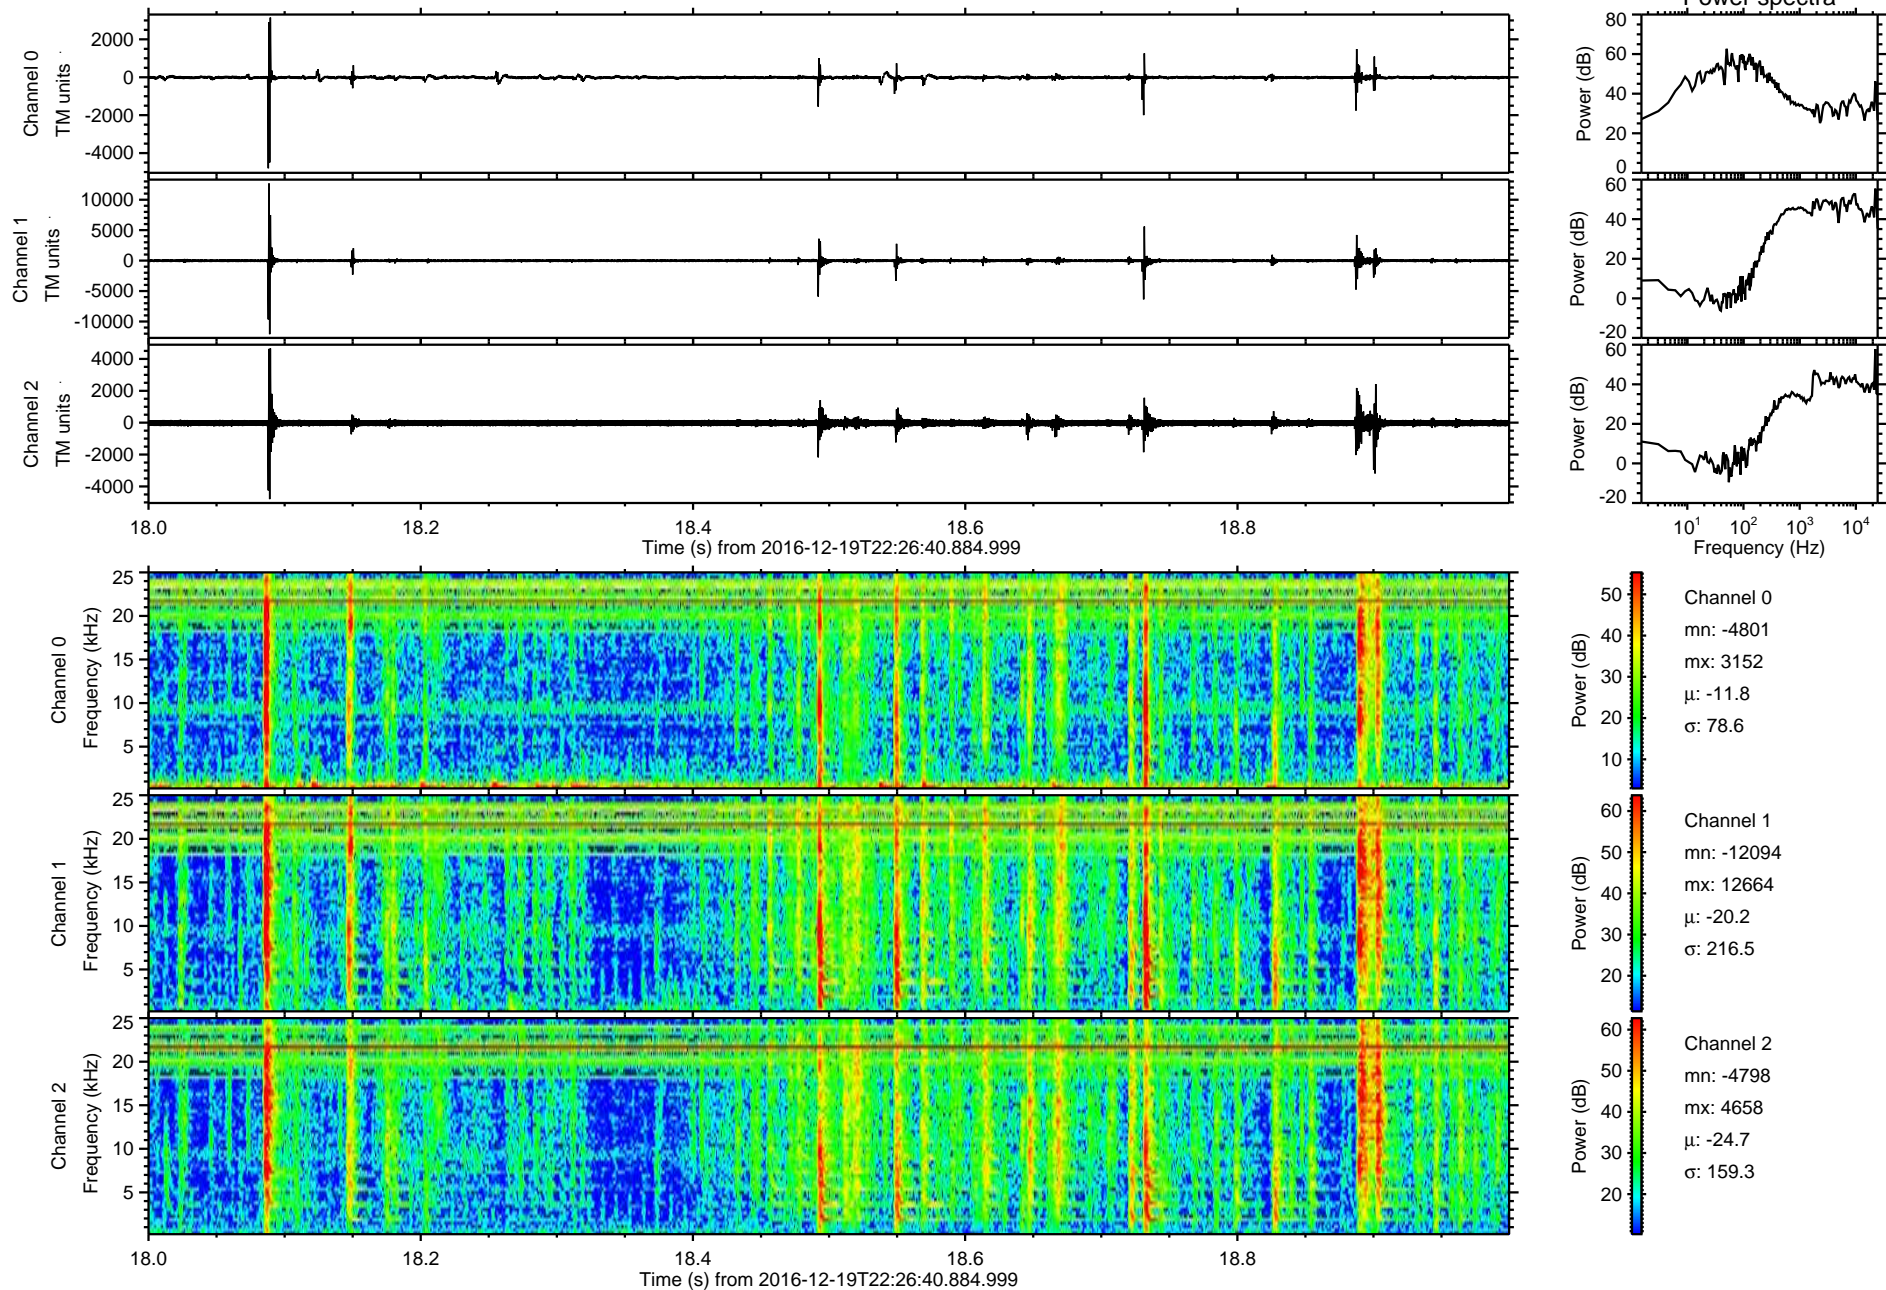 Power spectra
Channel 0
TM units
2000
0
-2000
-4000
Power (dB)
80
60
40
20
0
Channel 1
TM units
10000
5000
0
-5000
-10000
Power (dB)
60
40
20
0
-20
Channel 2
TM units
4000
2000
0
-2000
-4000
Power (dB)
60
40
20
0
-20
18.0 18.2 18.4 18.6 18.8
Time (s) from 2016-12-19T22:26:40.884.999
10¹ 10² 10³ 10⁴
Frequency (Hz)
Channel 0
Frequency (kHz)
25
20
15
10
5
Power (dB)
50
40
30
20
10
Channel 0
mn: -4801
mx: 3152
μ: -11.8
σ: 78.6
Channel 1
Frequency (kHz)
25
20
15
10
5
Power (dB)
60
50
40
30
20
Channel 1
mn: -12094
mx: 12664
μ: -20.2
σ: 216.5
Channel 2
Frequency (kHz)
25
20
15
10
5
Power (dB)
60
50
40
30
20
Channel 2
mn: -4798
mx: 4658
μ: -24.7
σ: 159.3
18.0 18.2 18.4 18.6 18.8
Time (s) from 2016-12-19T22:26:40.884.999